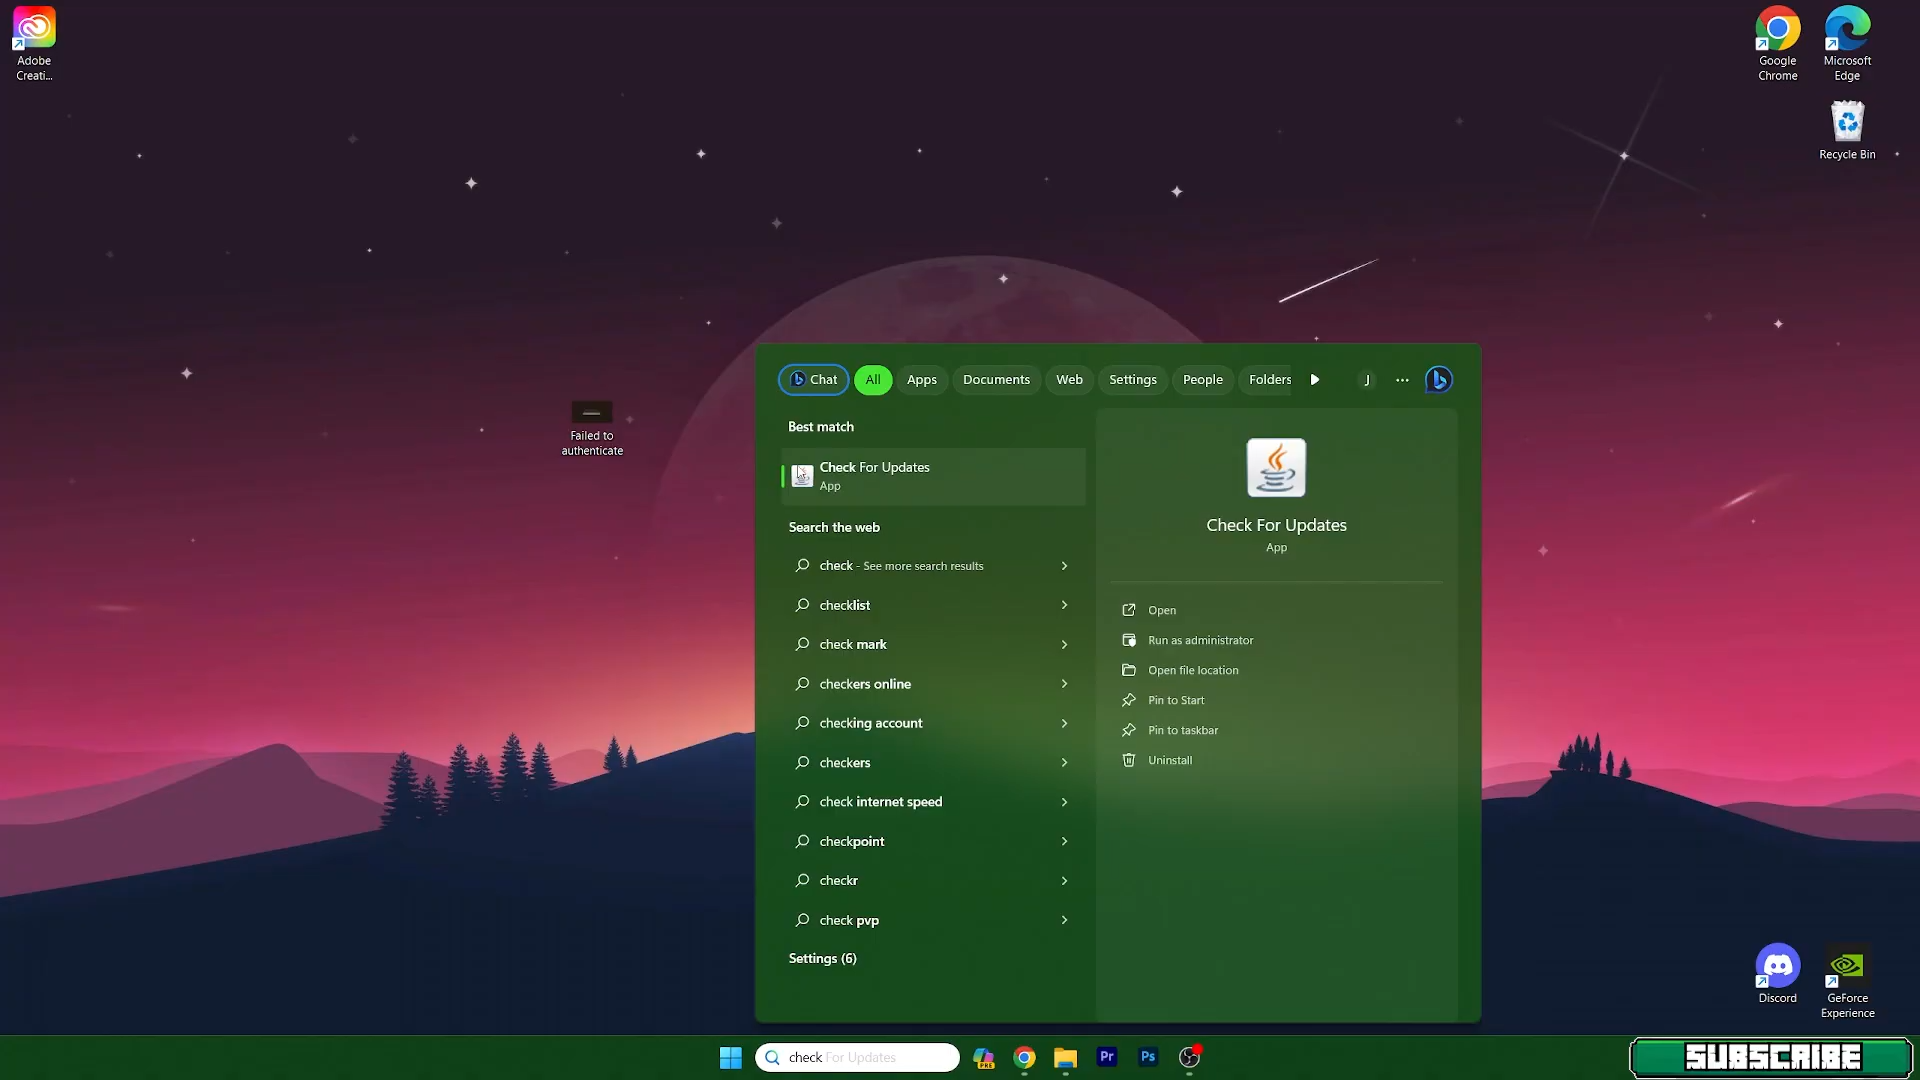 Adobe
Creati...
Google
Chrome
Microsoft
Edge
Recycle Bin
Failed to
authenticate
Chat
All
Apps
Documents
Web
Settings
People
Folders
J
Best match
Check For Updates
App
Search the web
check - See more search results
checklist
check mark
checkers online
checking account
checkers
check internet speed
checkpoint
checkr
check pvp
Settings (6)
Check For Updates
App
Open
Run as administrator
Open file location
Pin to Start
Pin to taskbar
Uninstall
Discord
GeForce
Experience
check For Updates
PRE
Pr
Ps
SUBSCRIBE